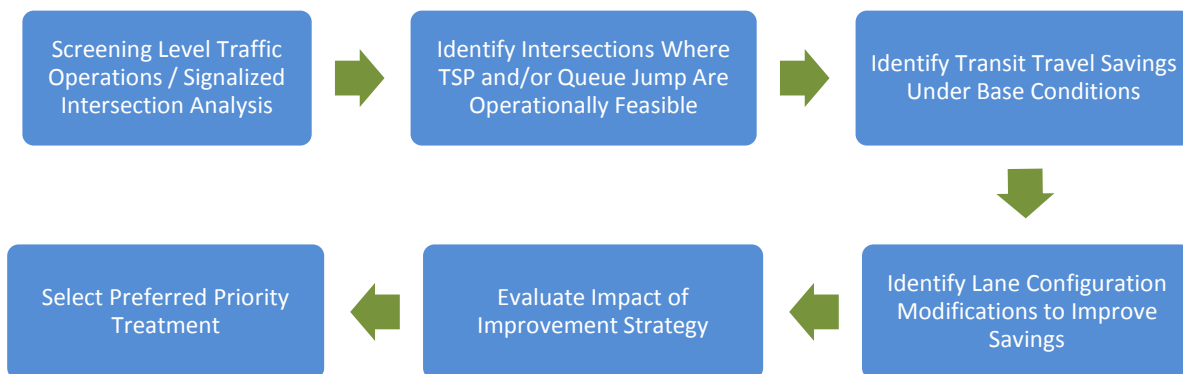 Screening Level Traffic
Operations / Signalized
Intersection Analysis
Identify Intersections Where
TSP and/or Queue Jump Are
Operationally Feasible
Identify Transit Travel Savings
Under Base Conditions
Identify Lane Configuration
Modifications to Improve
Savings
Evaluate Impact of
Improvement Strategy
Select Preferred Priority
Treatment